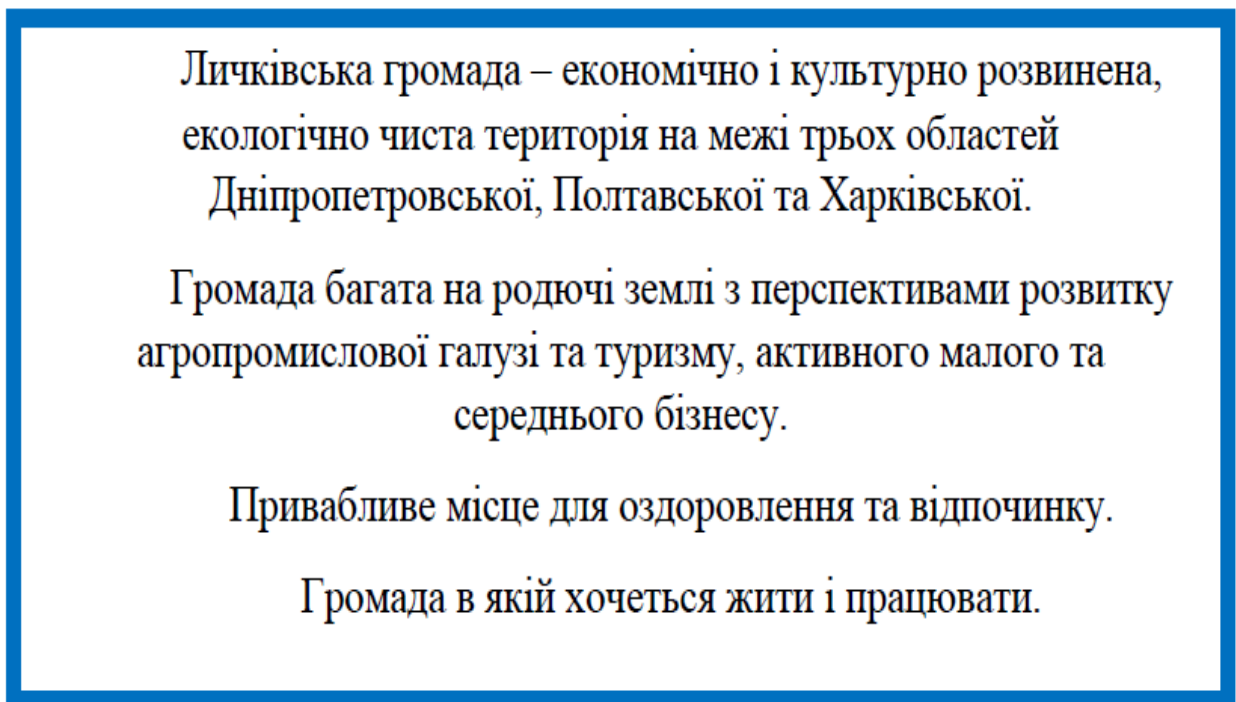 Личківська громада – економічно і культурно розвинена,
екологічно чиста територія на межі трьох областей
Дніпропетровської, Полтавської та Харківської.
Громада багата на родючі землі з перспективами розвитку
агропромислової галузі та туризму, активного малого та
середнього бізнесу.
Привабливе місце для оздоровлення та відпочинку.
Громада в якій хочеться жити і працювати.